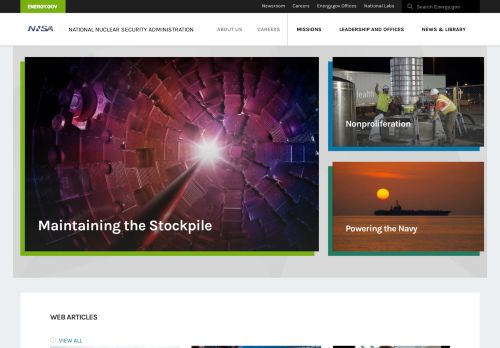 ENERGY.GOV
Newsroom Careers Energy.gov Offices National Labs Search Energy.gov
NNSA NATIONAL NUCLEAR SECURITY ADMINISTRATION ABOUT US CAREERS MISSIONS LEADERSHIP AND OFFICES NEWS & LIBRARY
Health
Nonproliferation
Maintaining the Stockpile
Powering the Navy
WEB ARTICLES
VIEW ALL